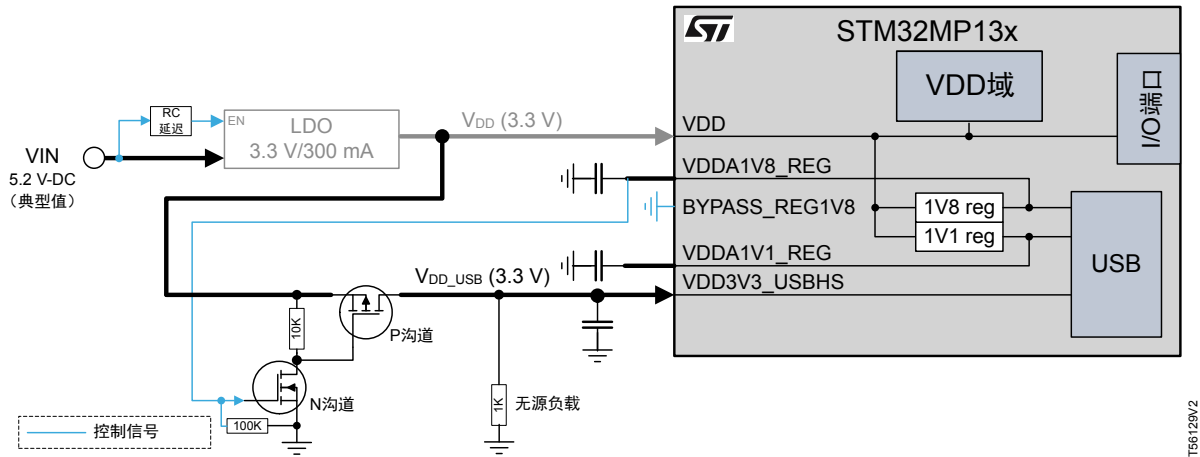 ST
STM32MP13x
VDD域
I/O端口
RC
延迟
EN
LDO
3.3 V/300 mA
VDD (3.3 V)
VDD
VIN
5.2 V-DC
（典型值）
VDDA1V8_REG
BYPASS_REG1V8
1V8 reg
1V1 reg
VDDA1V1_REG
USB
VDD_USB (3.3 V)
VDD3V3_USBHS
10K
P沟道
N沟道
100K
1K
无源负载
控制信号
T56129V2